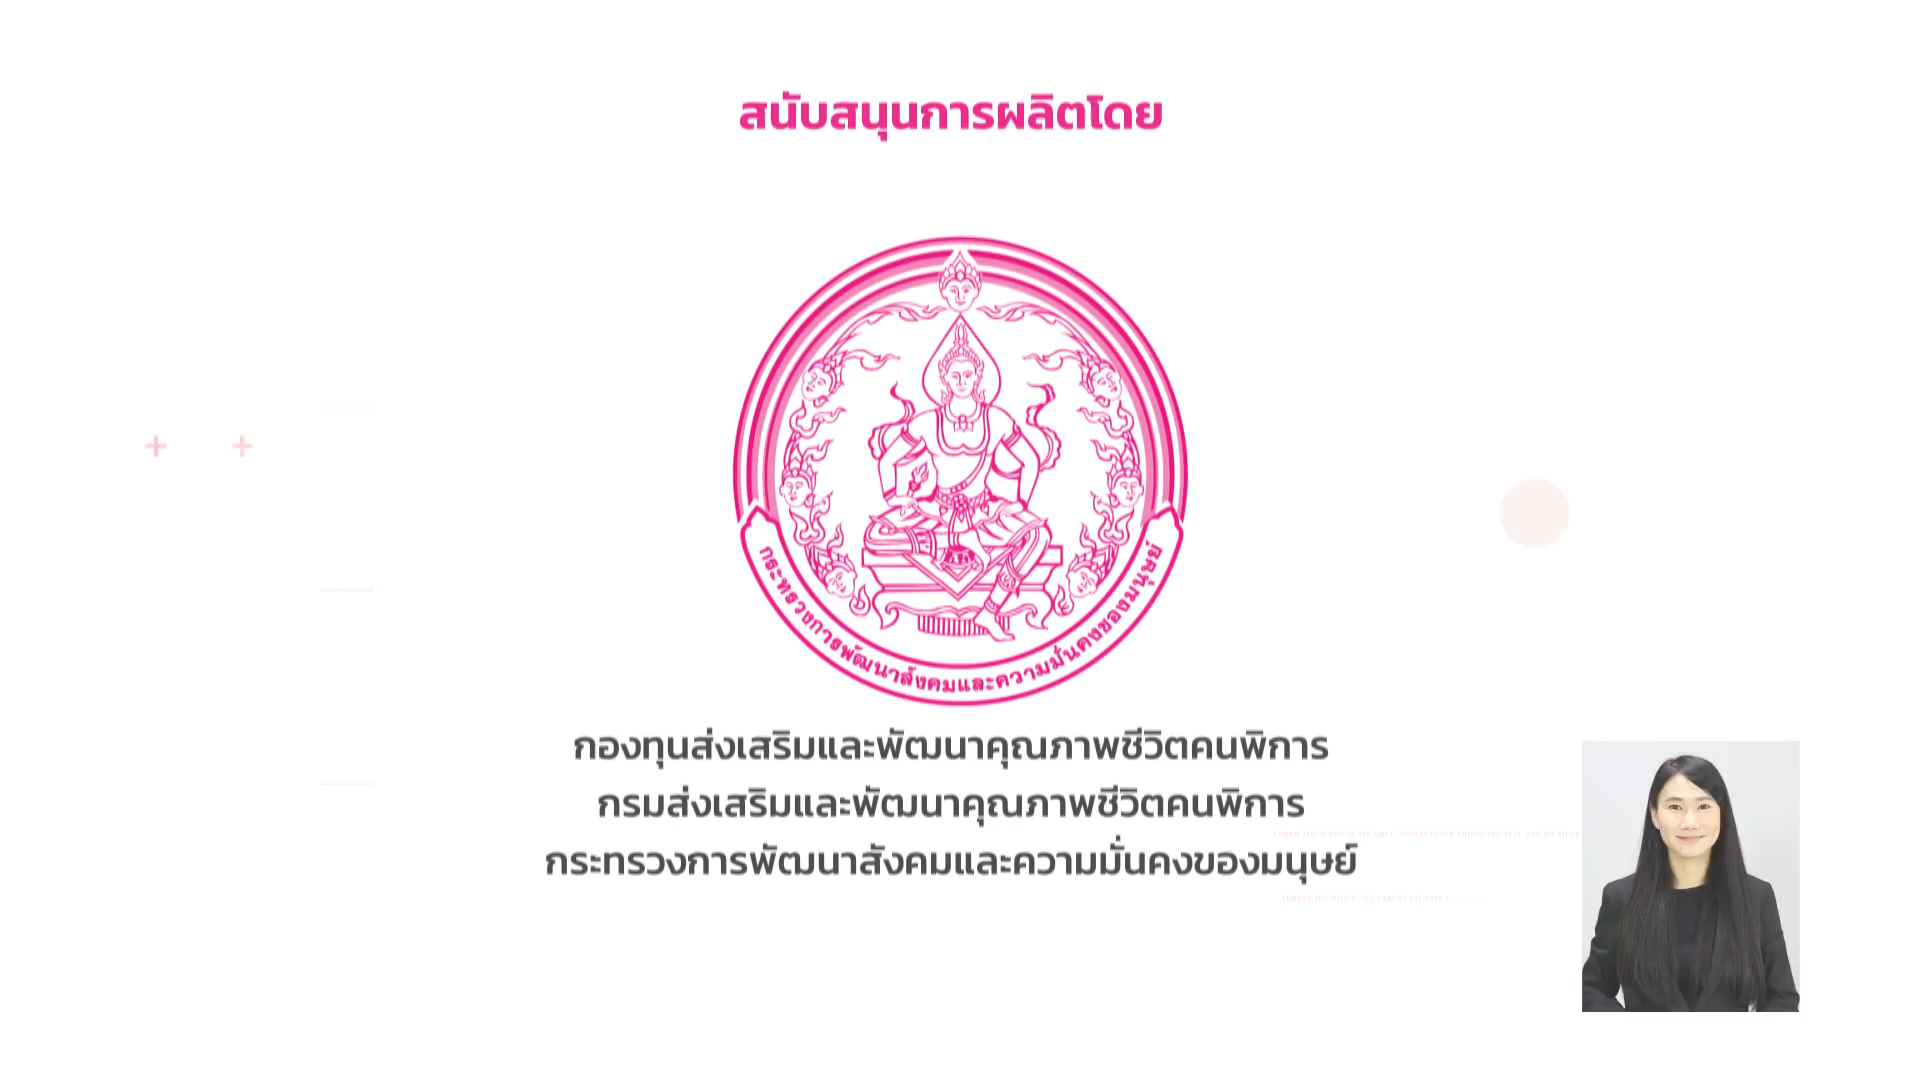 สนับสนุนการผลิตโดย
กระทรวงการพัฒนาสังคมและความมั่นคงของมนุษย์
กองทุนส่งเสริมและพัฒนาคุณภาพชีวิตคนพิการ
กรมส่งเสริมและพัฒนาคุณภาพชีวิตคนพิการ
กระทรวงการพัฒนาสังคมและความมั่นคงของมนุษย์